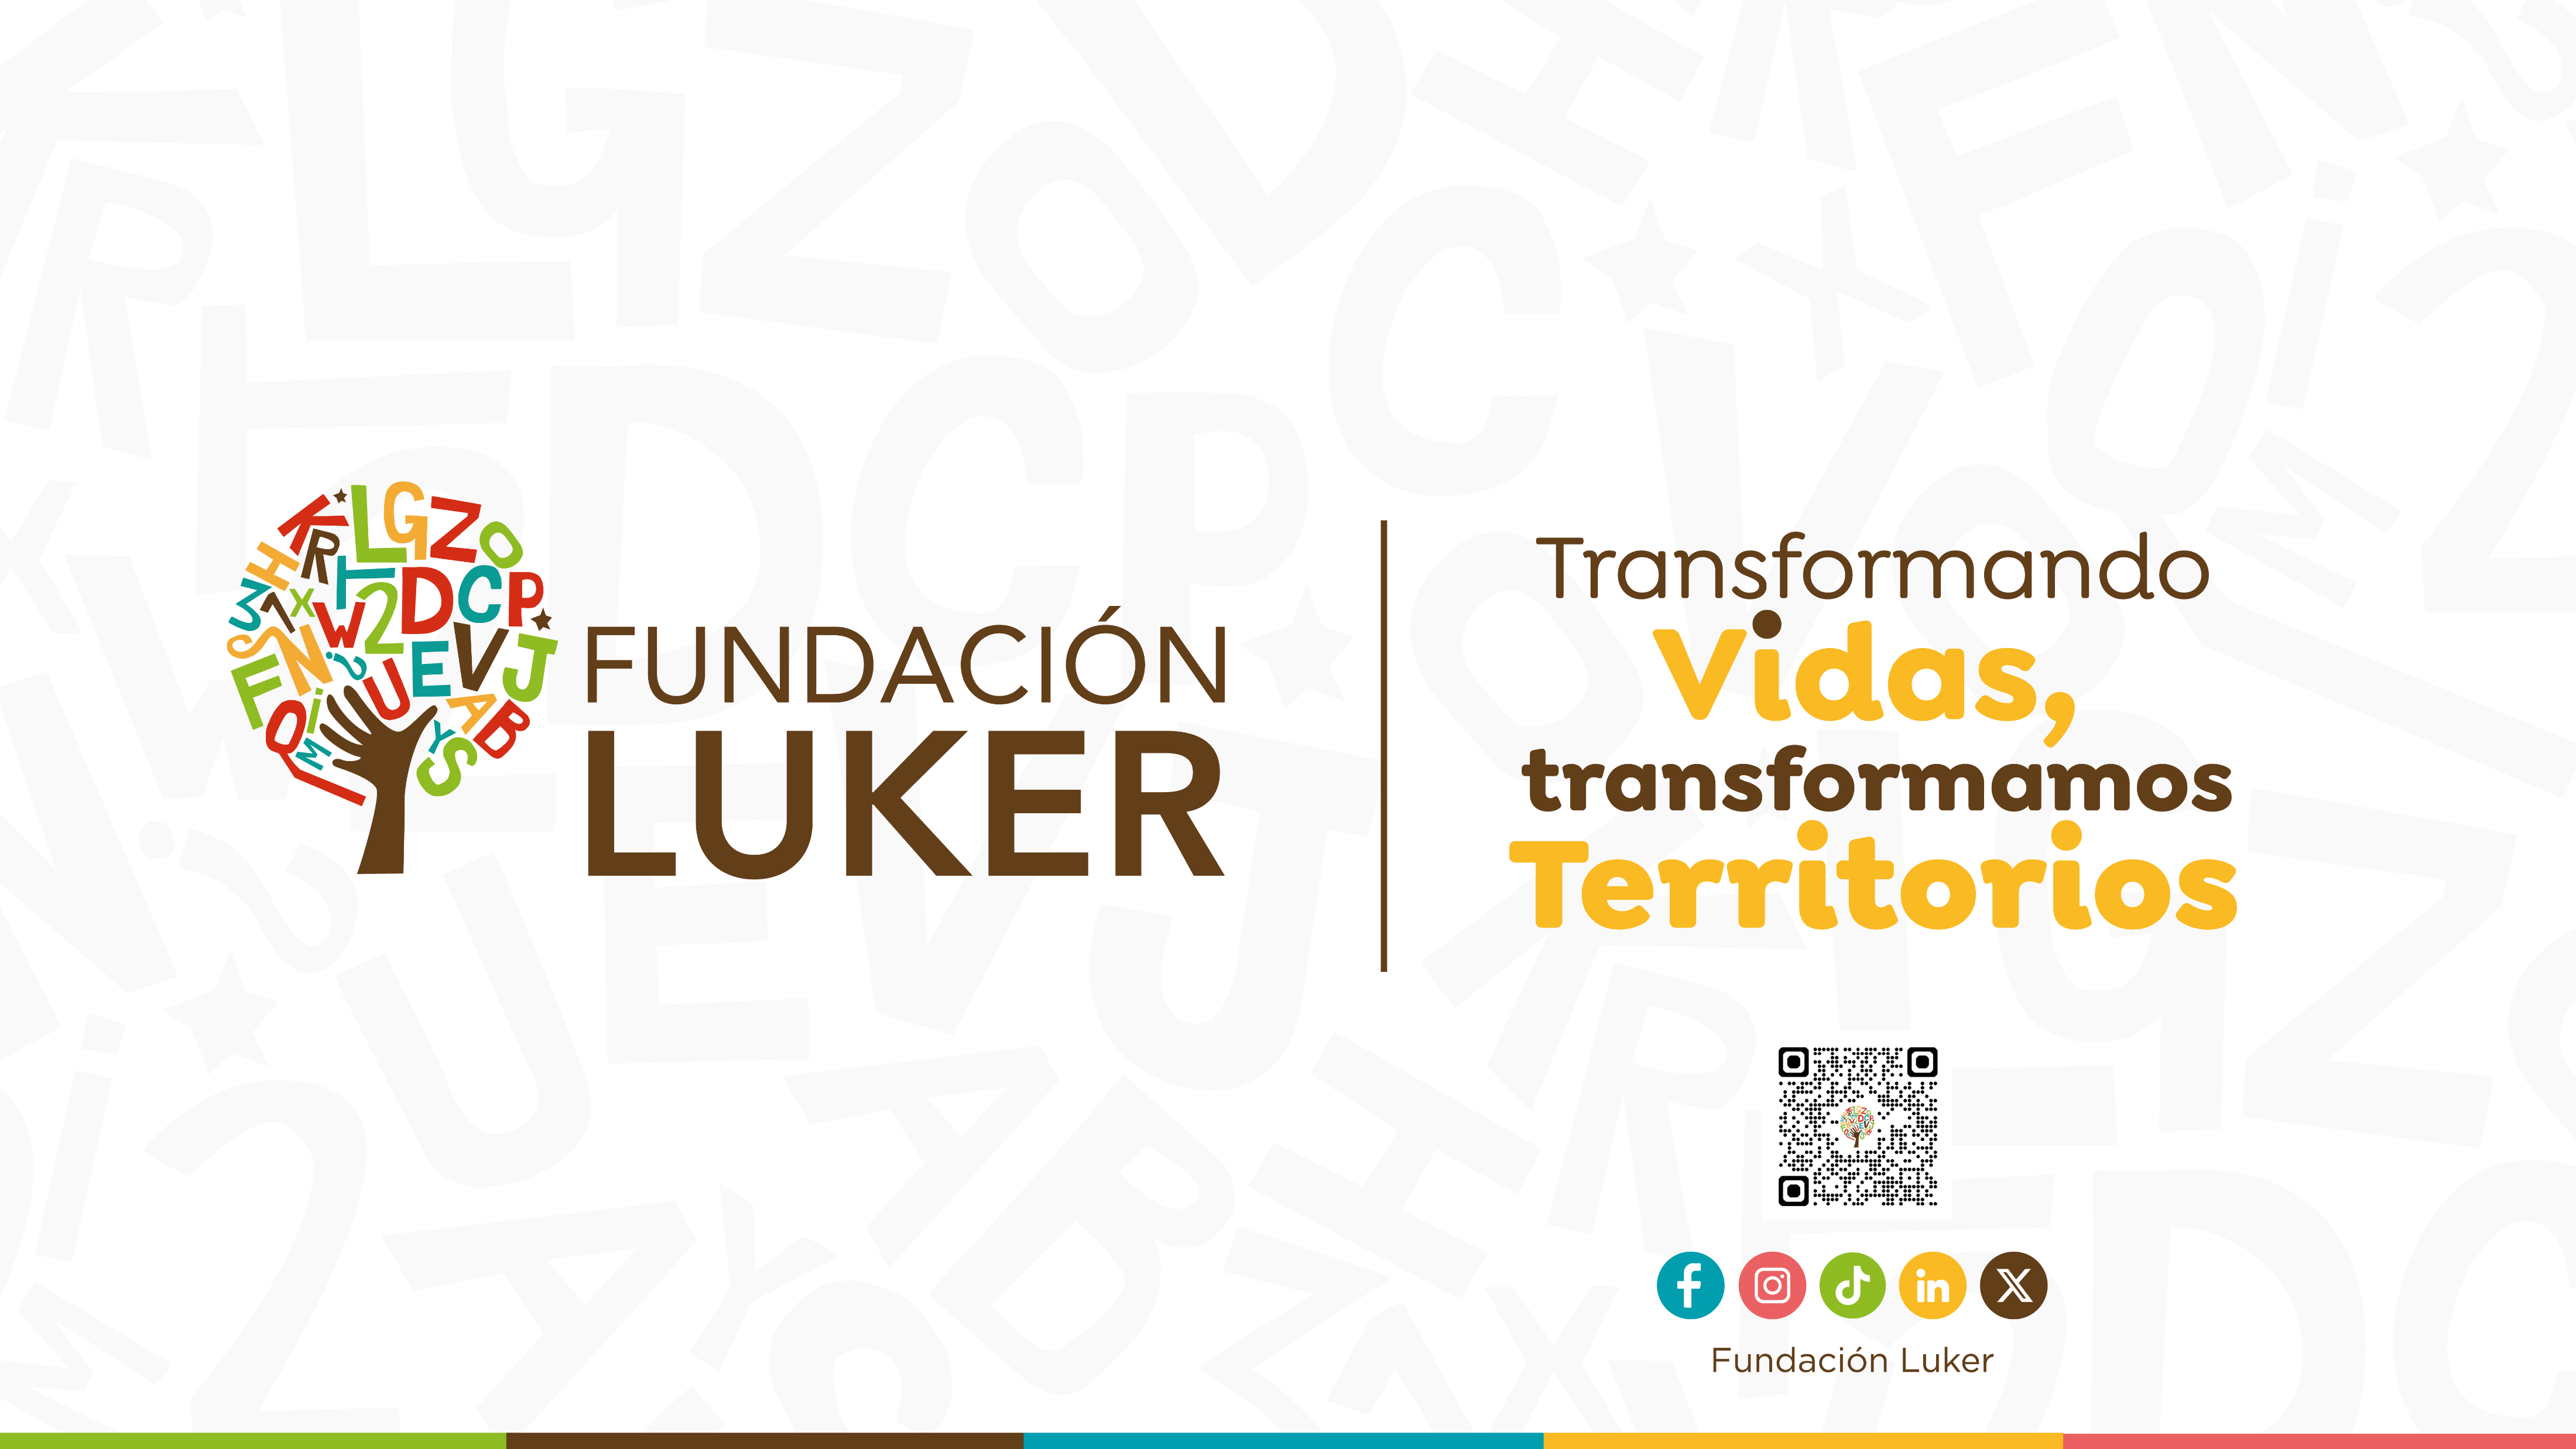 FUNDACIÓN
LUKER
Transformando
Vidas,
transformamos
Territorios
Fundación Luker